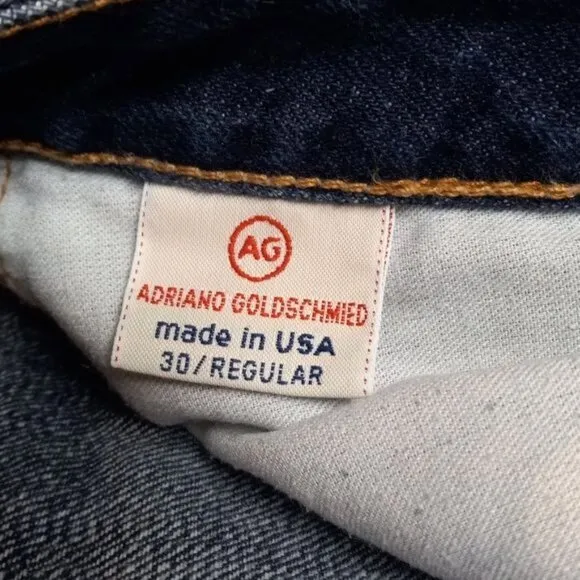 AG
ADRIANO GOLDSCHMIED
made in USA
30/REGULAR